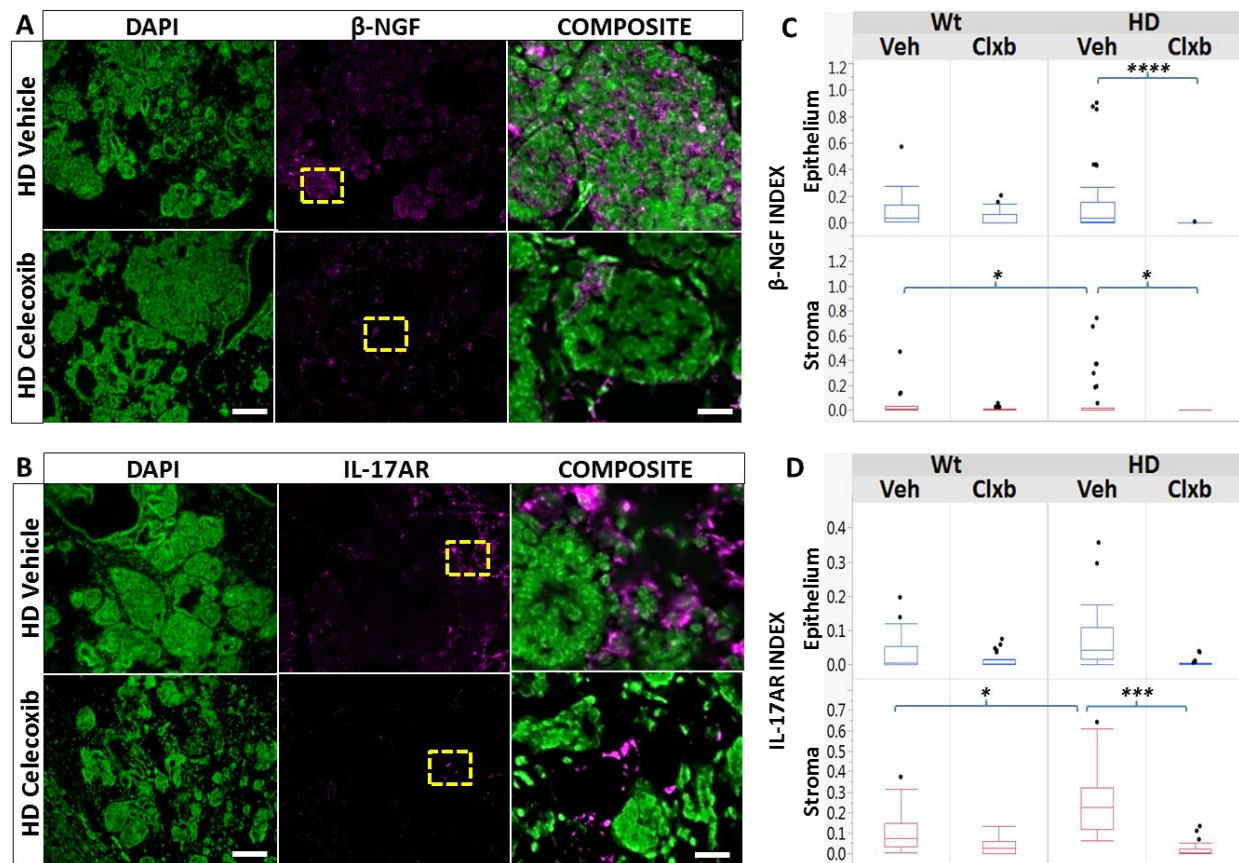 A
DAPI
β-NGF
COMPOSITE
HD Vehicle
HD Celecoxib
B
DAPI
IL-17AR
COMPOSITE
HD Vehicle
HD Celecoxib
C
Wt
HD
Veh
Clxb
Veh
Clxb
β-NGF INDEX
Epithelium
1.2
1.0
0.8
0.6
0.4
0.2
0.0
****
Stroma
1.2
1.0
0.8
0.6
0.4
0.2
0.0
*
*
D
Wt
HD
Veh
Clxb
Veh
Clxb
IL-17AR INDEX
Epithelium
0.4
0.3
0.2
0.1
0.0
Stroma
0.7
0.6
0.5
0.4
0.3
0.2
0.1
0.0
*
***